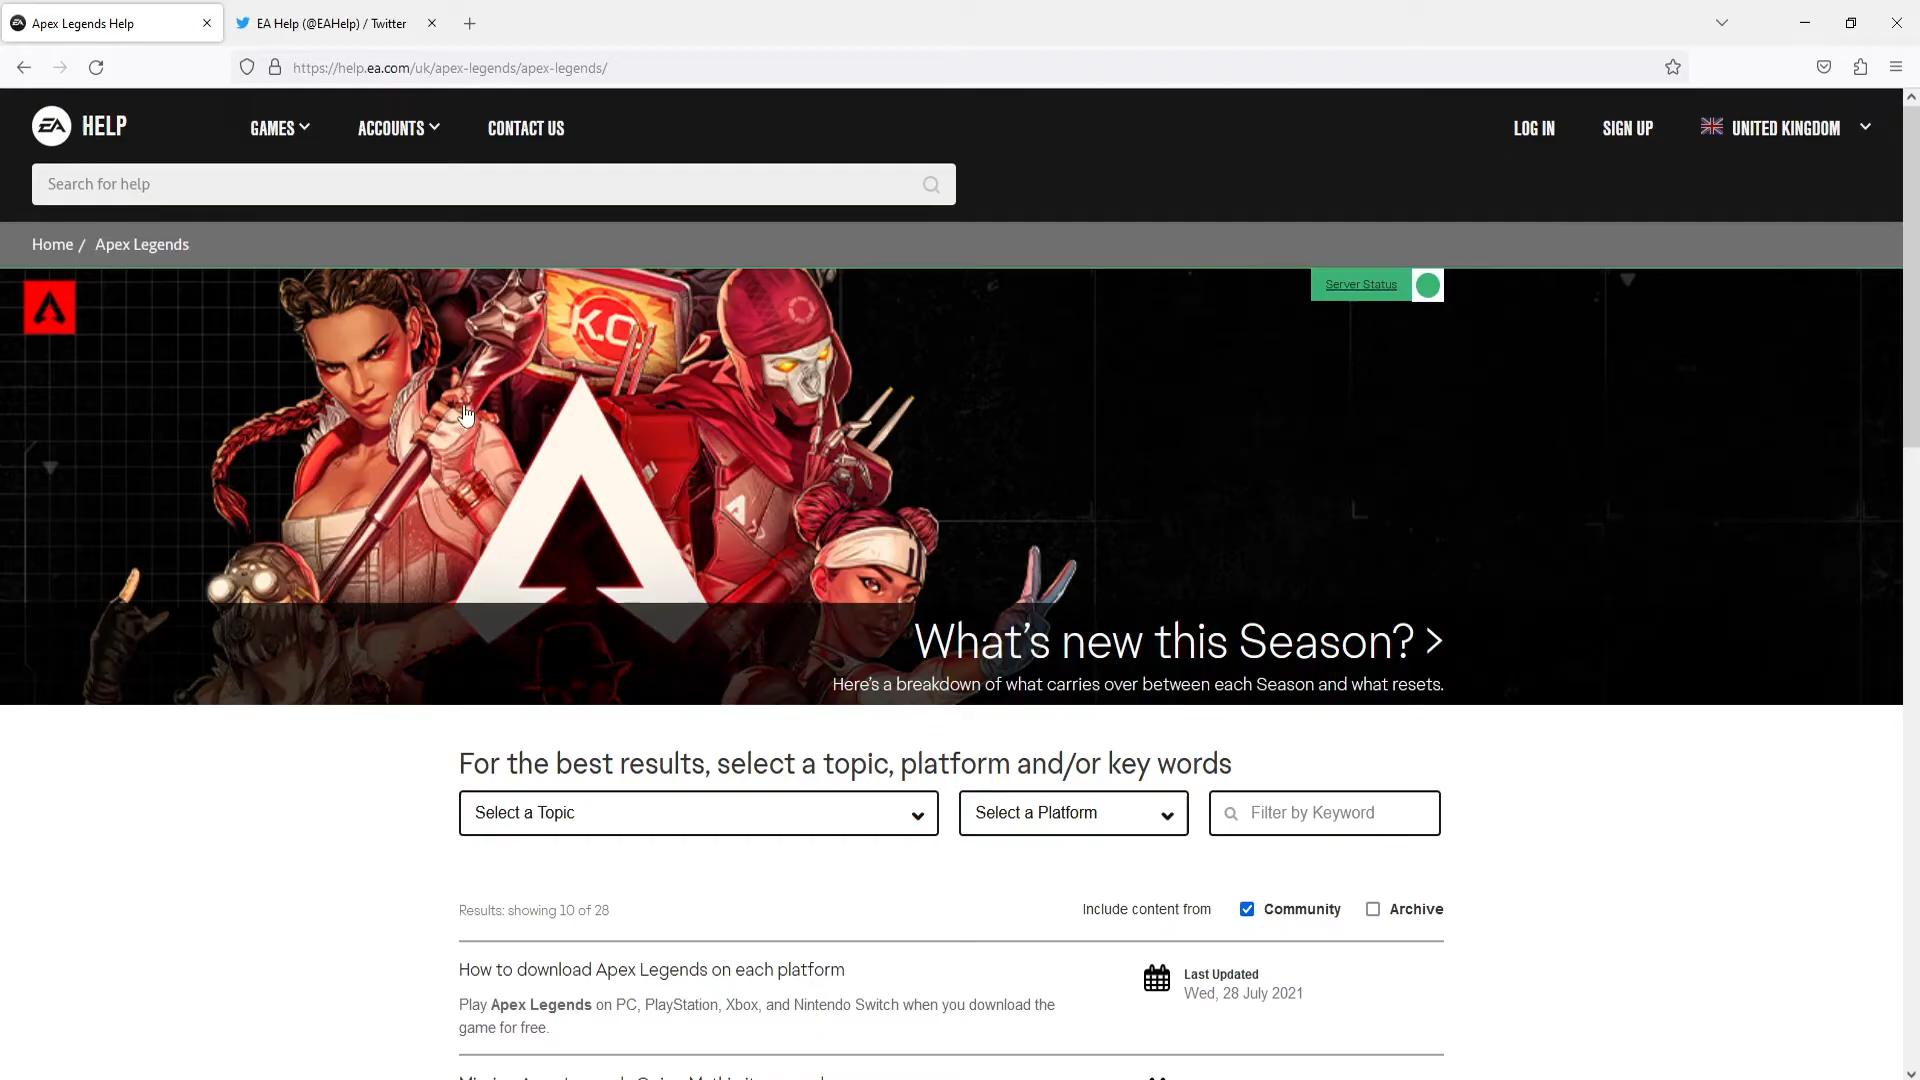 Apex Legends Help
EA Help (@EAHelp) / Twitter
https://help.ea.com/uk/apex-legends/apex-legends/
EA HELP
GAMES
ACCOUNTS
CONTACT US
LOG IN
SIGN UP
UNITED KINGDOM
Search for help
Home / Apex Legends
Server Status
K.O.
What's new this Season? >
Here's a breakdown of what carries over between each Season and what resets.
For the best results, select a topic, platform and/or key words
Select a Topic
Select a Platform
Filter by Keyword
Results: showing 10 of 28
Include content from
Community
Archive
How to download Apex Legends on each platform
Play Apex Legends on PC, PlayStation, Xbox, and Nintendo Switch when you download the
game for free.
Last Updated
Wed, 28 July 2021